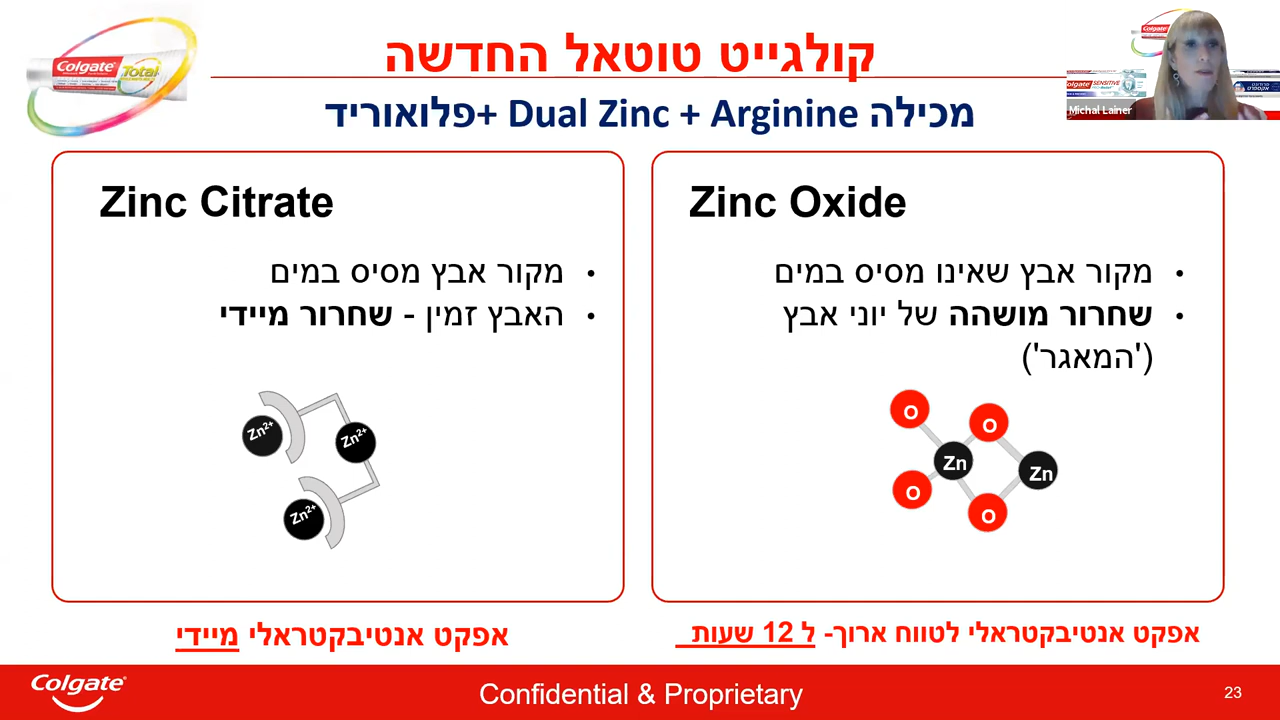 קולגייט טוטאל החדשה
מכילה Dual Zinc + Arginine +פלואוריד
Colgate
Total
SENSITIVE
Michal Lainer
Zinc Oxide
• מקור אבץ שאינו מסיס במים
• שחרור מושהה של יוני אבץ
('המאגר')
O
O
Zn
Zn
O
O
אפקט אנטיבקטראלי לטווח ארוך- ל 12 שעות
Zinc Citrate
• מקור אבץ מסיס במים
• האבץ זמין - שחרור מיידי
Zn2+
Zn2+
Zn2+
אפקט אנטיבקטראלי מיידי
Colgate
Confidential & Proprietary
23